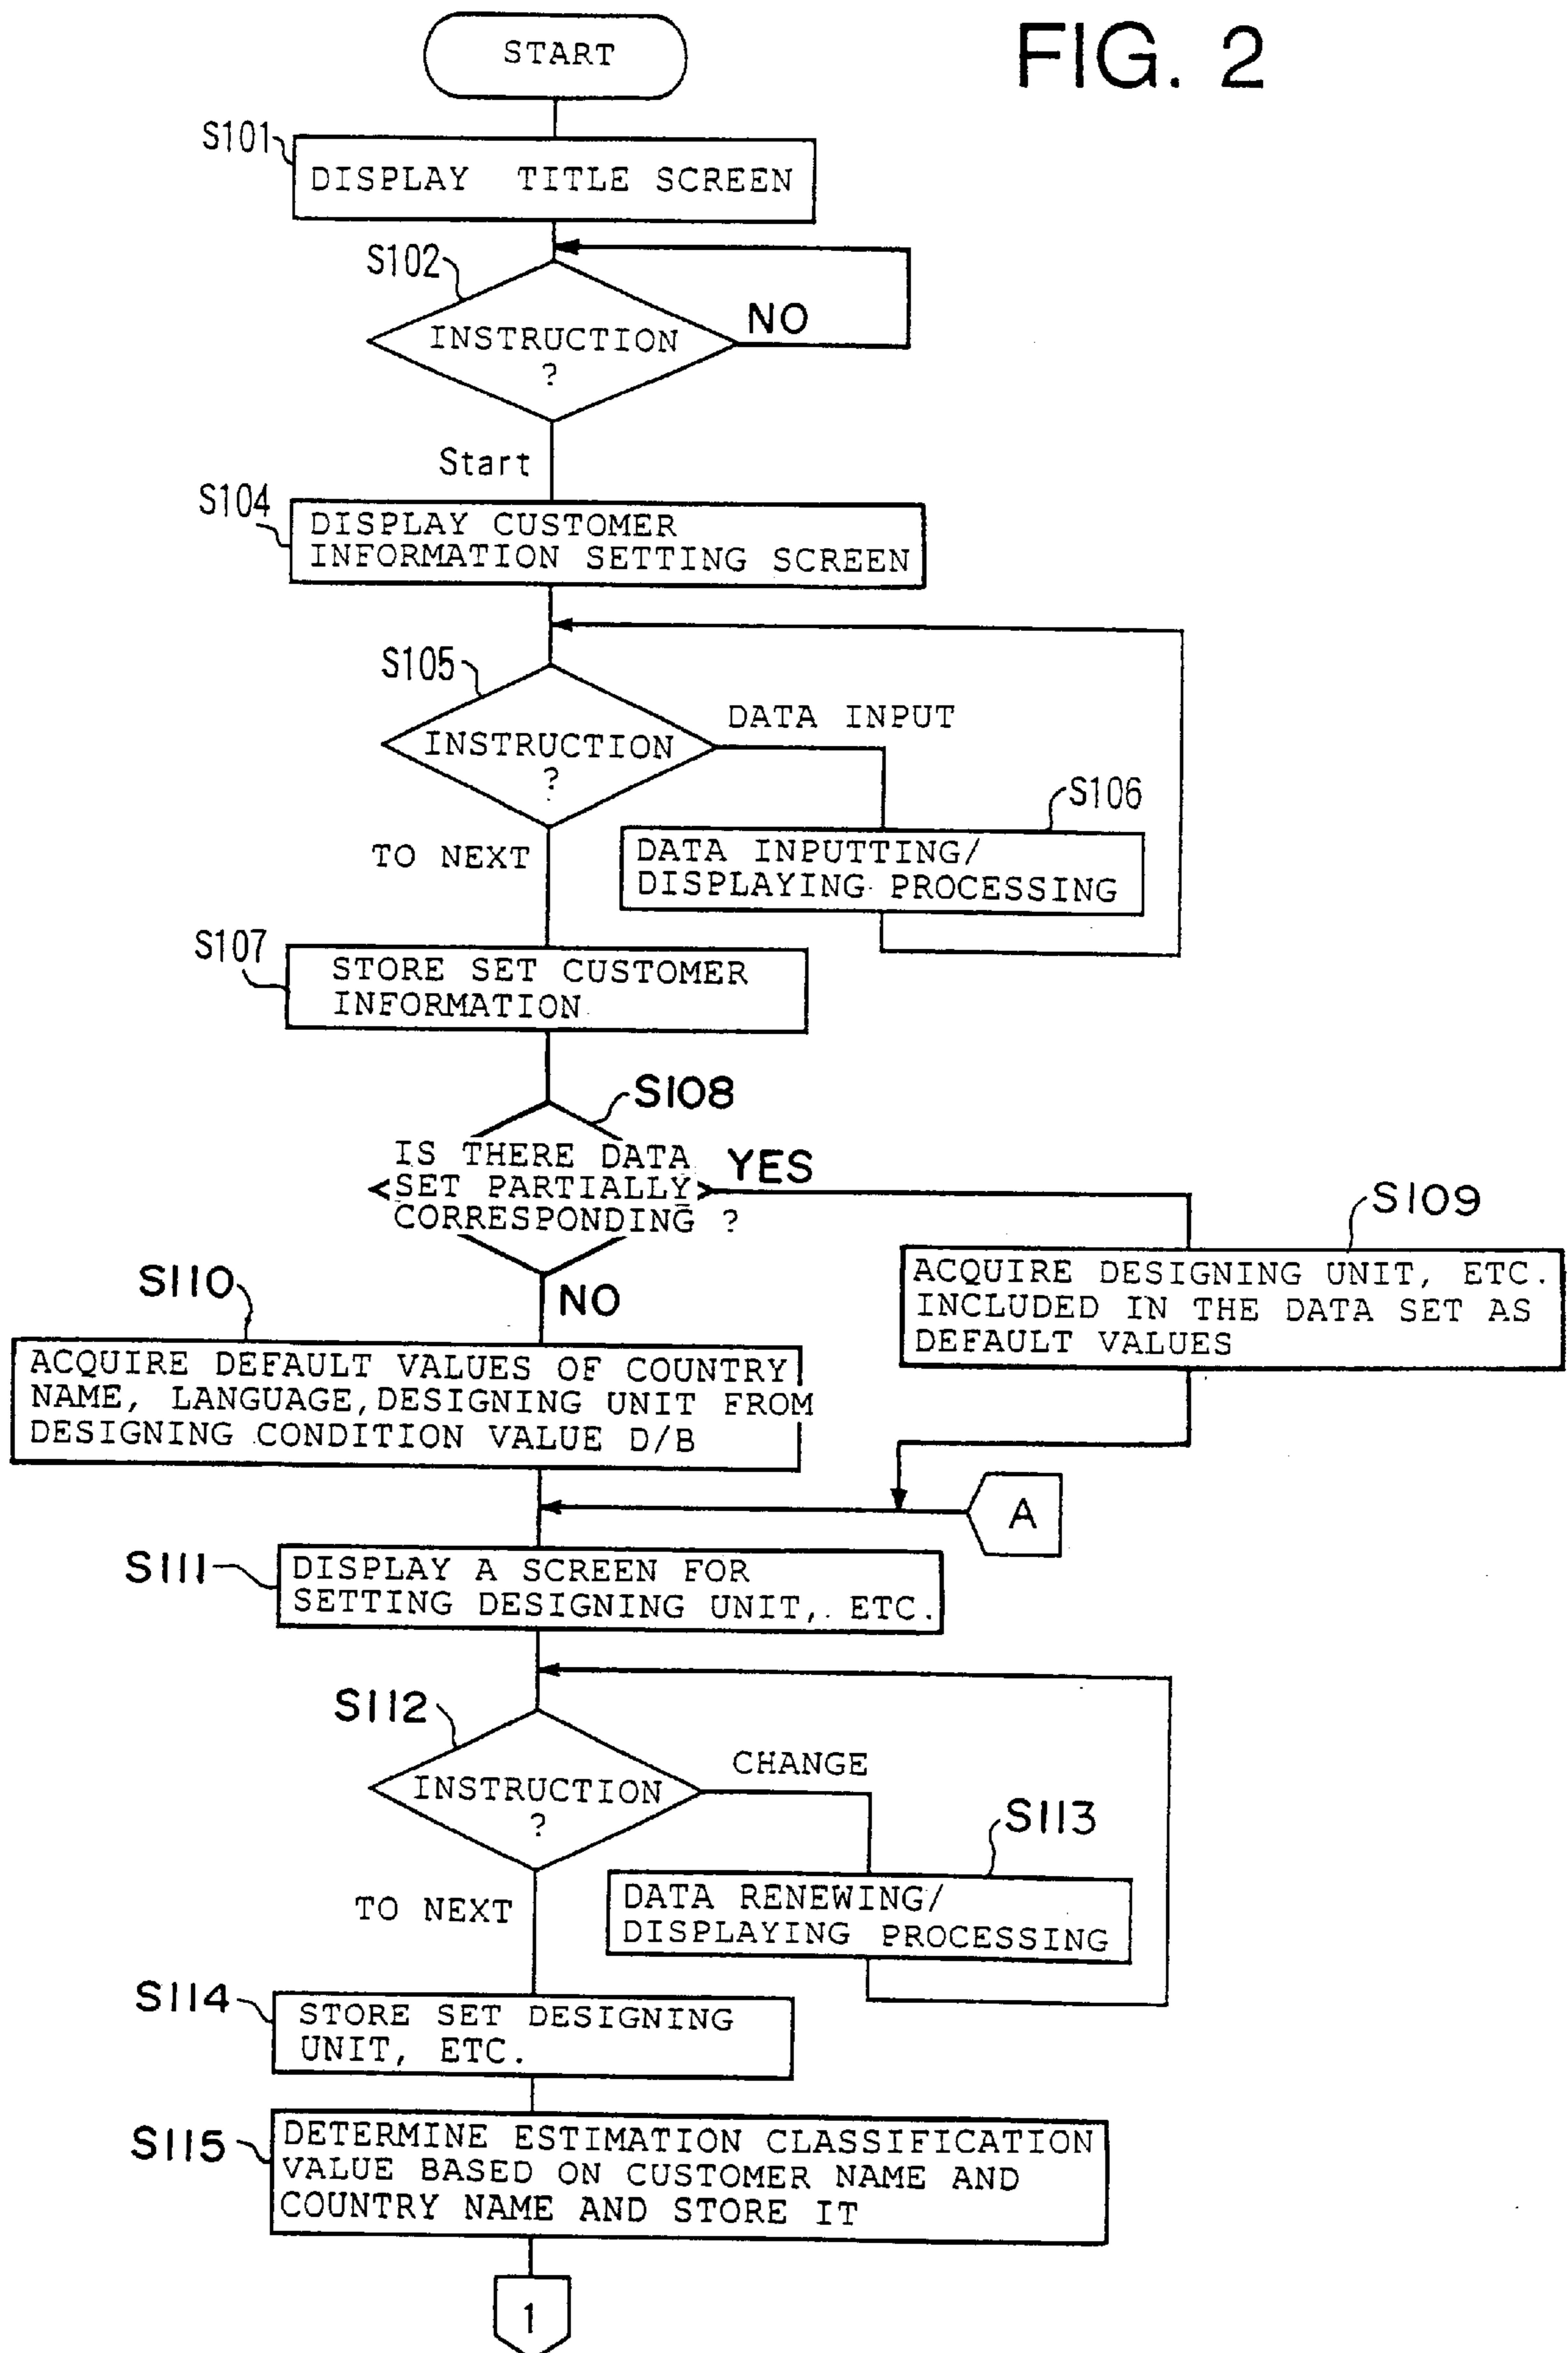 FIG. 2
START
S101
DISPLAY TITLE SCREEN
S102
INSTRUCTION
?
NO
Start
S104
DISPLAY CUSTOMER
INFORMATION SETTING SCREEN
S105
INSTRUCTION
?
DATA INPUT
S106
DATA INPUTTING/
DISPLAYING PROCESSING
TO NEXT
S107
STORE SET CUSTOMER
INFORMATION
S108
IS THERE DATA
SET PARTIALLY
CORRESPONDING ?
YES
S109
ACQUIRE DESIGNING UNIT, ETC.
INCLUDED IN THE DATA SET AS
DEFAULT VALUES
NO
S110
ACQUIRE DEFAULT VALUES OF COUNTRY
NAME, LANGUAGE, DESIGNING UNIT FROM
DESIGNING CONDITION VALUE D/B
A
S111
DISPLAY A SCREEN FOR
SETTING DESIGNING UNIT, ETC.
S112
INSTRUCTION
?
CHANGE
S113
DATA RENEWING/
DISPLAYING PROCESSING
TO NEXT
S114
STORE SET DESIGNING
UNIT, ETC.
S115
DETERMINE ESTIMATION CLASSIFICATION
VALUE BASED ON CUSTOMER NAME AND
COUNTRY NAME AND STORE IT
1